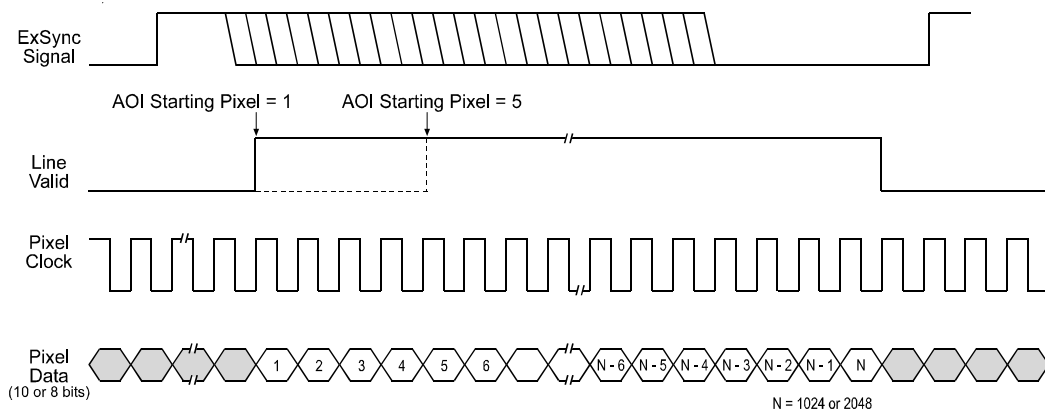 ExSync
Signal
AOI Starting Pixel = 1
AOI Starting Pixel = 5
Line
Valid
Pixel
Clock
Pixel
Data
(10 or 8 bits)
1 2 3 4 5 6 N - 6 N - 5 N - 4 N - 3 N - 2 N - 1 N
N = 1024 or 2048